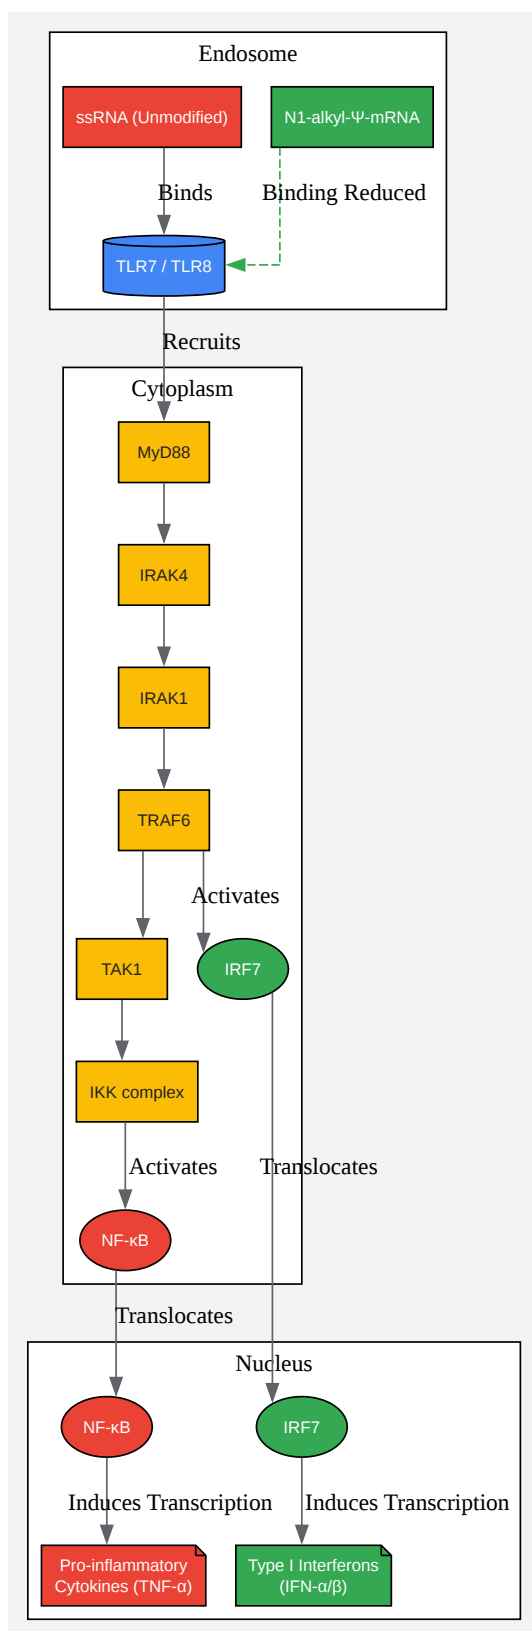 Endosome
ssRNA (Unmodified)
N1-alkyl-Ψ-mRNA
Binds
Binding Reduced
TLR7 / TLR8
Recruits
Cytoplasm
MyD88
IRAK4
IRAK1
TRAF6
Activates
TAK1
IRF7
IKK complex
Activates
Translocates
NF-κB
Translocates
Nucleus
NF-κB
IRF7
Induces Transcription
Induces Transcription
Pro-inflammatory
Cytokines (TNF-α)
Type I Interferons
(IFN-α/β)